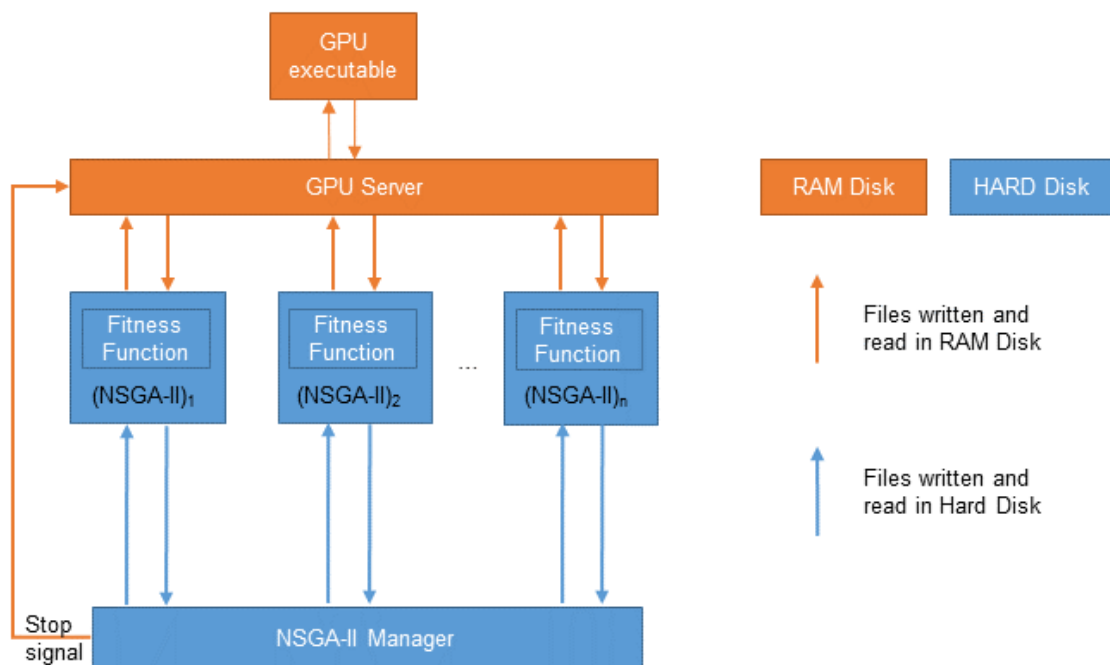 GPU
executable
GPU Server
RAM Disk
HARD Disk
Fitness
Function
(NSGA-II)₁
Fitness
Function
(NSGA-II)₂
...
Fitness
Function
(NSGA-II)ₙ
Files written and
read in RAM Disk
Files written and
read in Hard Disk
Stop
signal
NSGA-II Manager